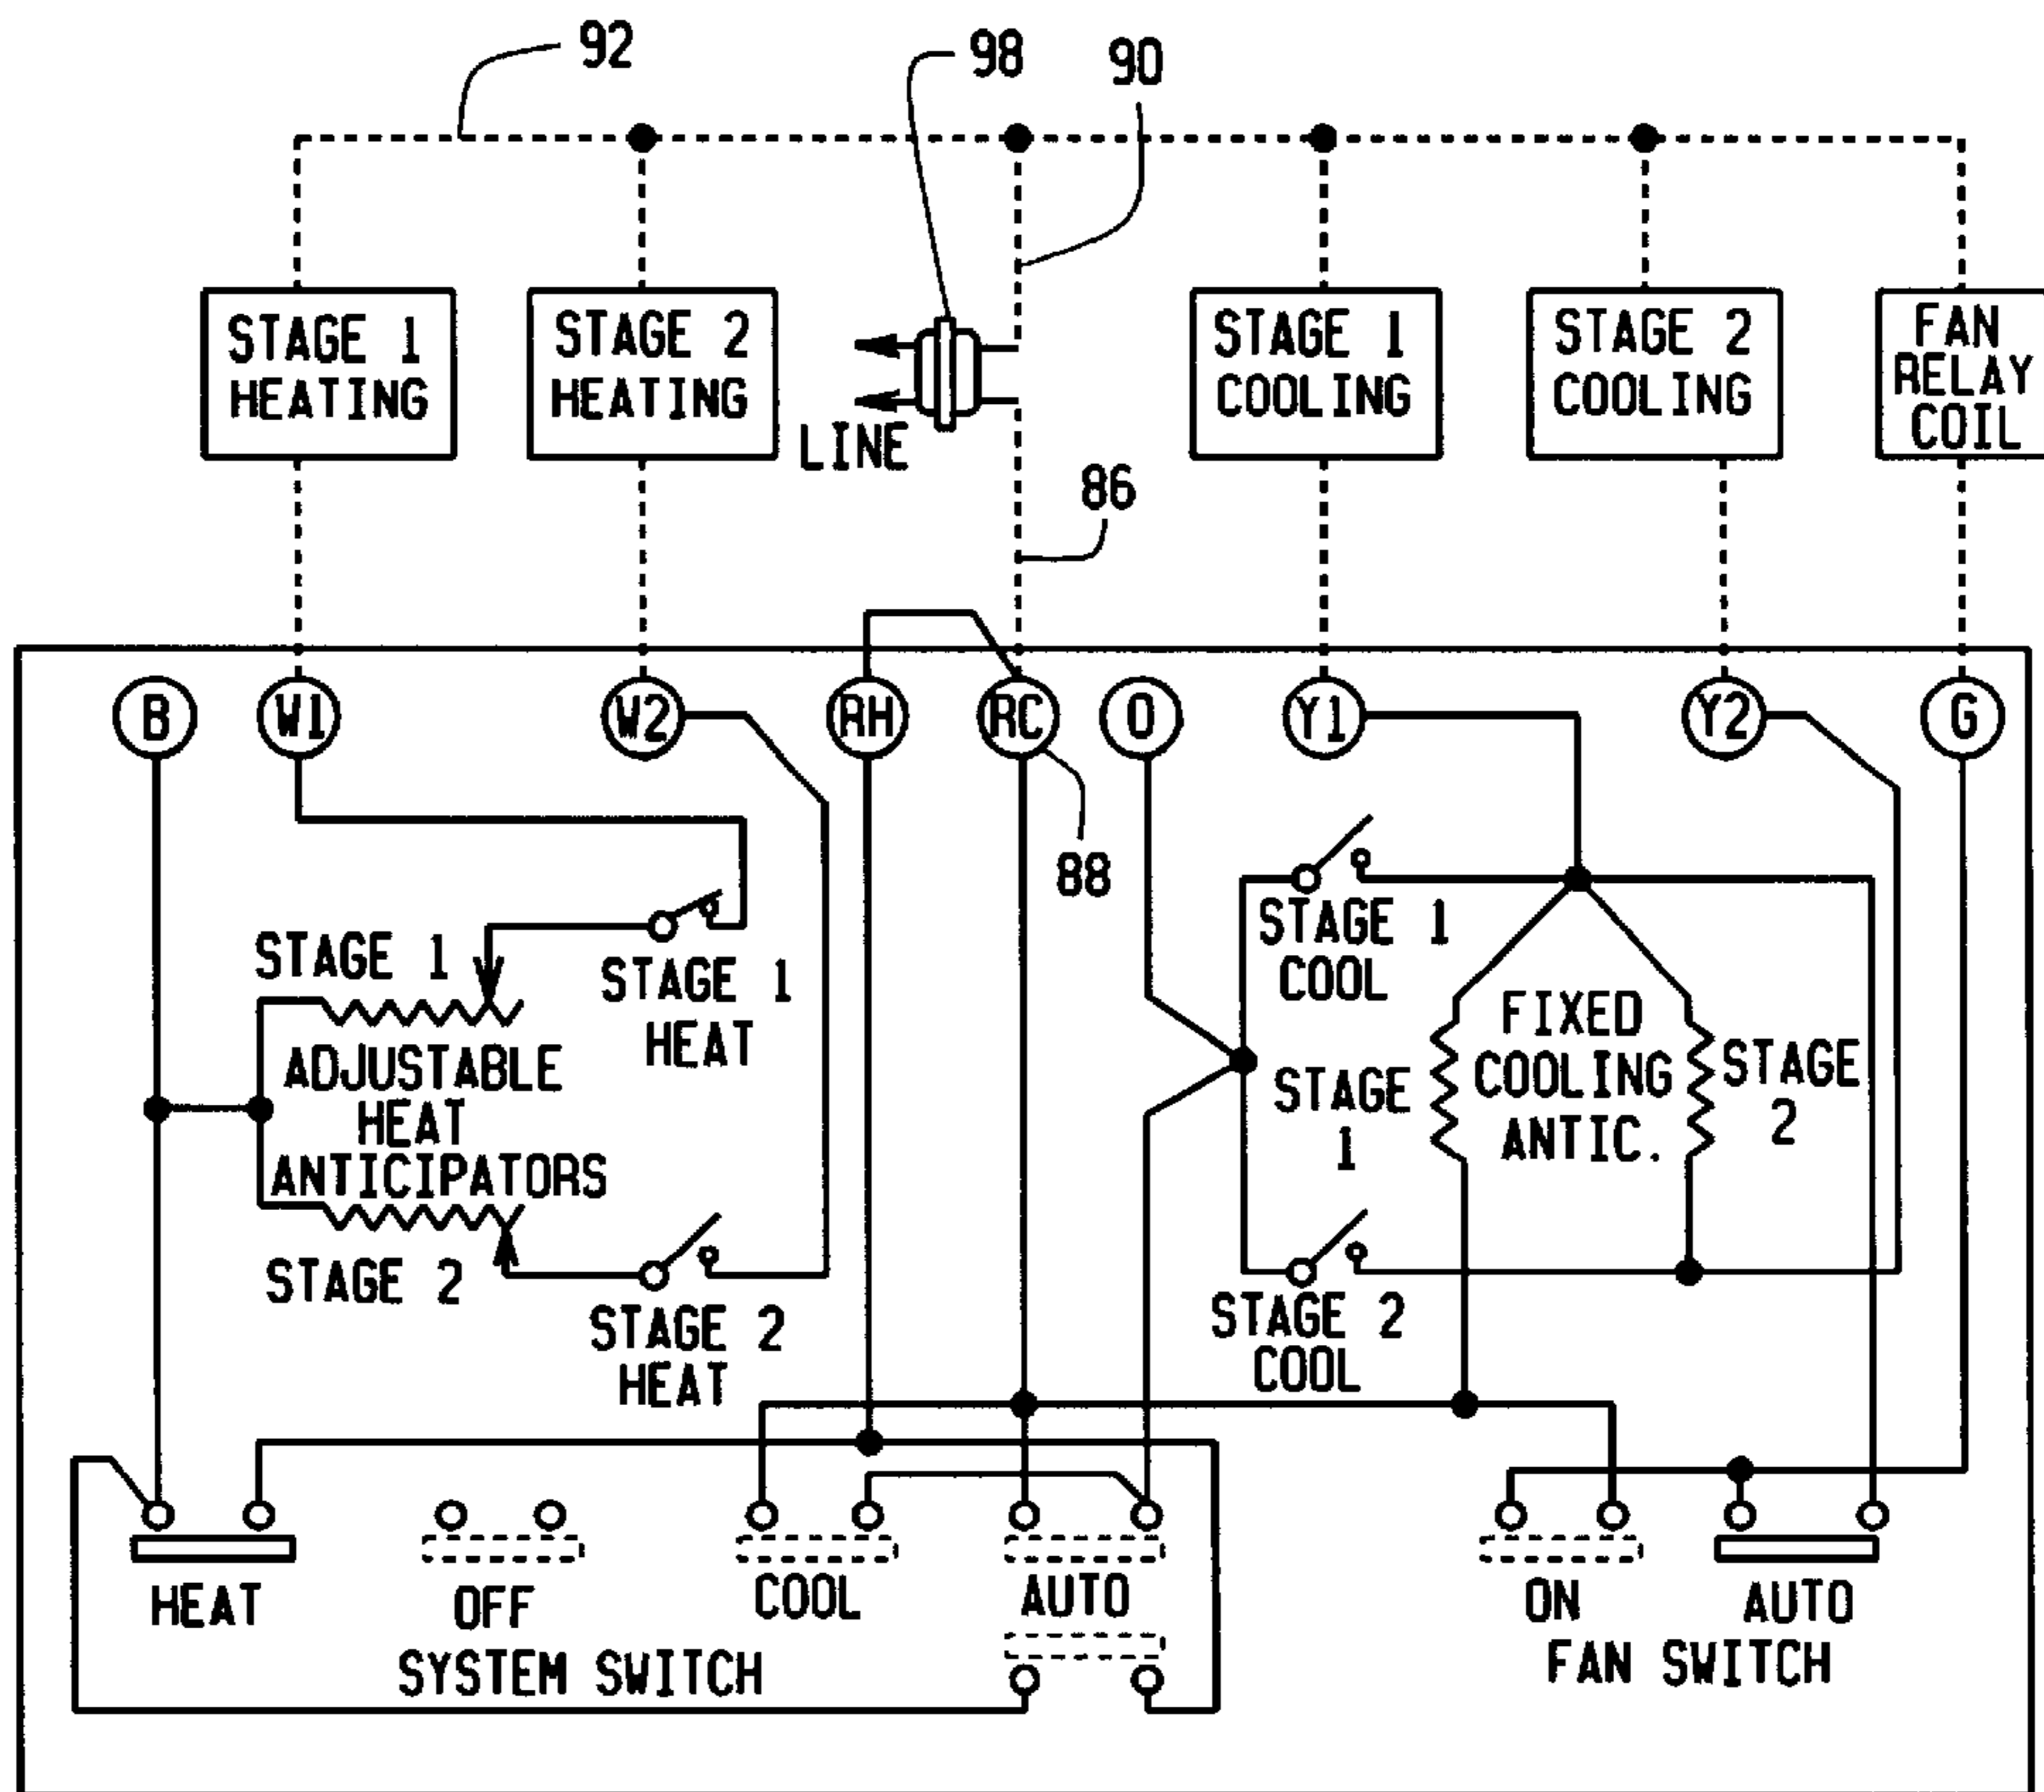 92
98
90
STAGE 1
HEATING
STAGE 2
HEATING
LINE
STAGE 1
COOLING
STAGE 2
COOLING
FAN
RELAY
COIL
86
B
W1
W2
RH
RC
O
Y1
Y2
G
88
STAGE 1
STAGE 1
HEAT
ADJUSTABLE
HEAT
ANTICIPATORS
STAGE 2
STAGE 2
HEAT
STAGE 1
COOL
STAGE
1
FIXED
COOLING
ANTIC.
STAGE
2
STAGE 2
COOL
HEAT
OFF
COOL
AUTO
SYSTEM SWITCH
ON
AUTO
FAN SWITCH